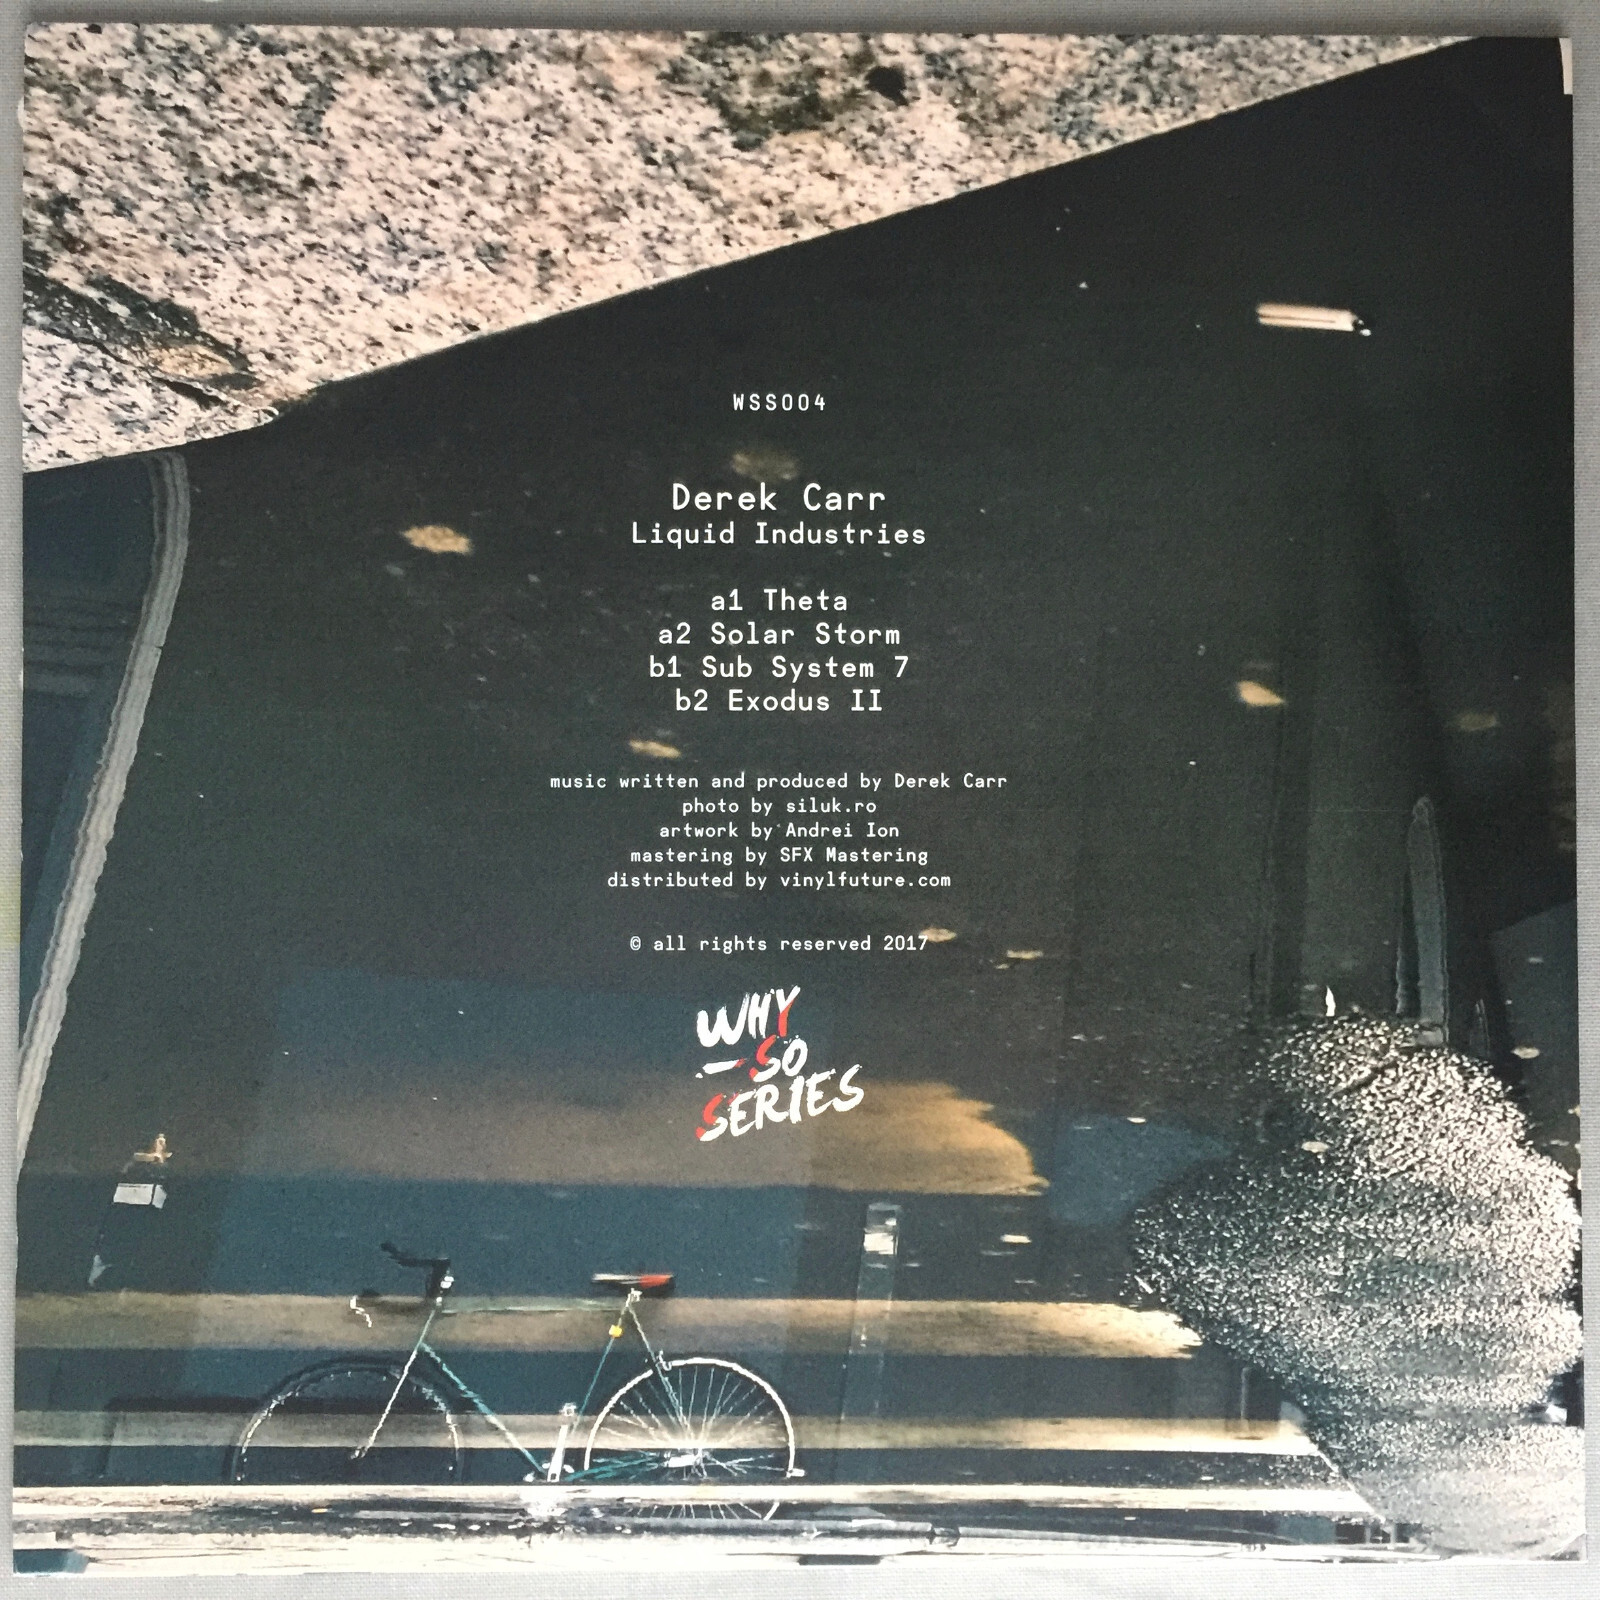 WSS004
Derek Carr
Liquid Industries
a1 Theta
a2 Solar Storm
b1 Sub System 7
b2 Exodus II
music written and produced by Derek Carr
photo by siluk.ro
artwork by Andrei Ion
mastering by SFX Mastering
distributed by vinylfuture.com
© all rights reserved 2017
WHY
SO
SERIES